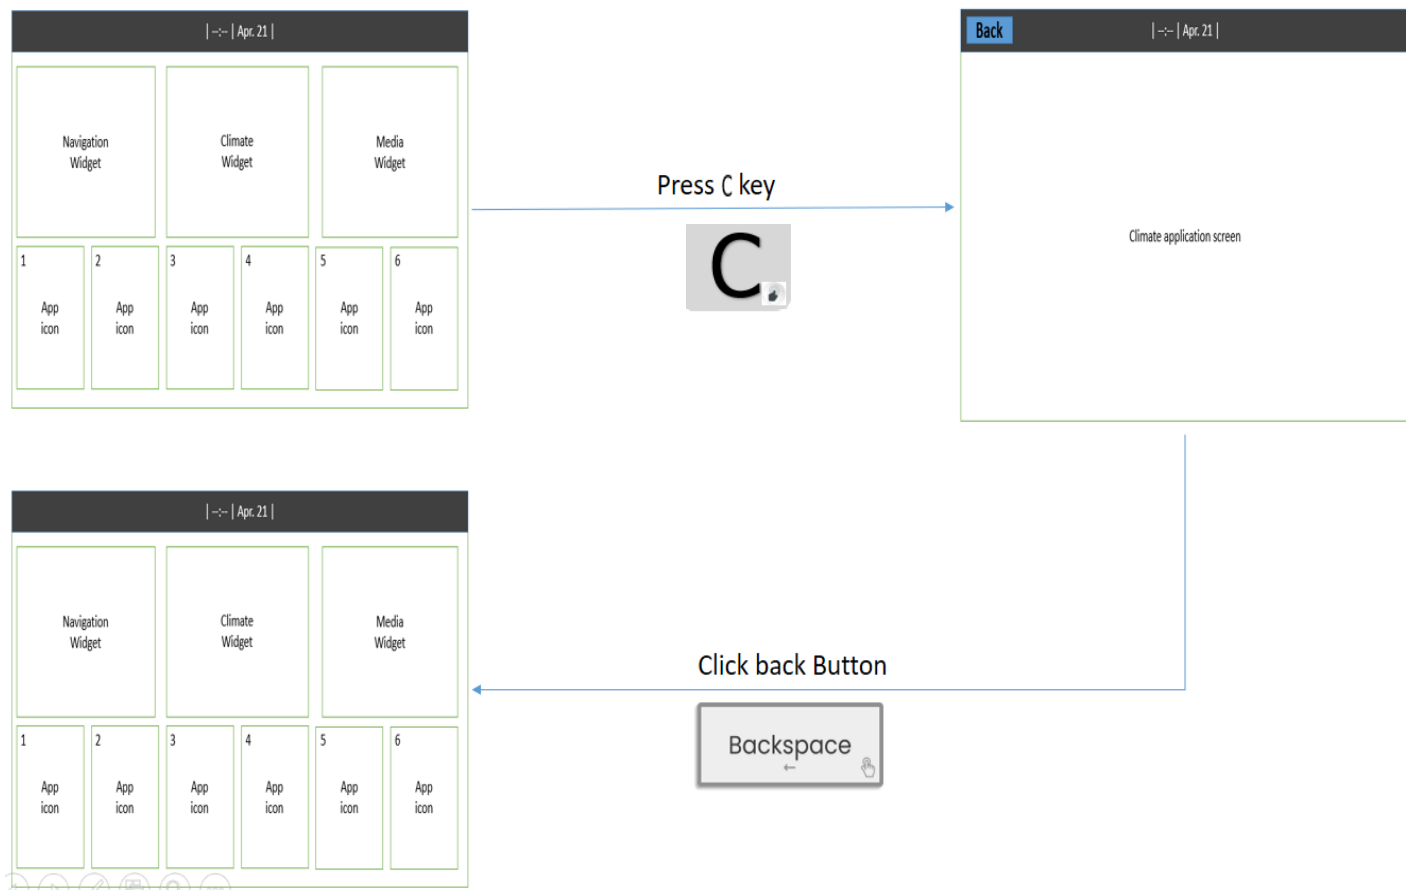 | --:-- | Apr. 21 |
Navigation
Widget
Climate
Widget
Media
Widget
1
App
icon
2
App
icon
3
App
icon
4
App
icon
5
App
icon
6
App
icon
Press C key
C
Back
| --:-- | Apr. 21 |
Climate application screen
| --:-- | Apr. 21 |
Navigation
Widget
Climate
Widget
Media
Widget
1
App
icon
2
App
icon
3
App
icon
4
App
icon
5
App
icon
6
App
icon
Click back Button
Backspace
←